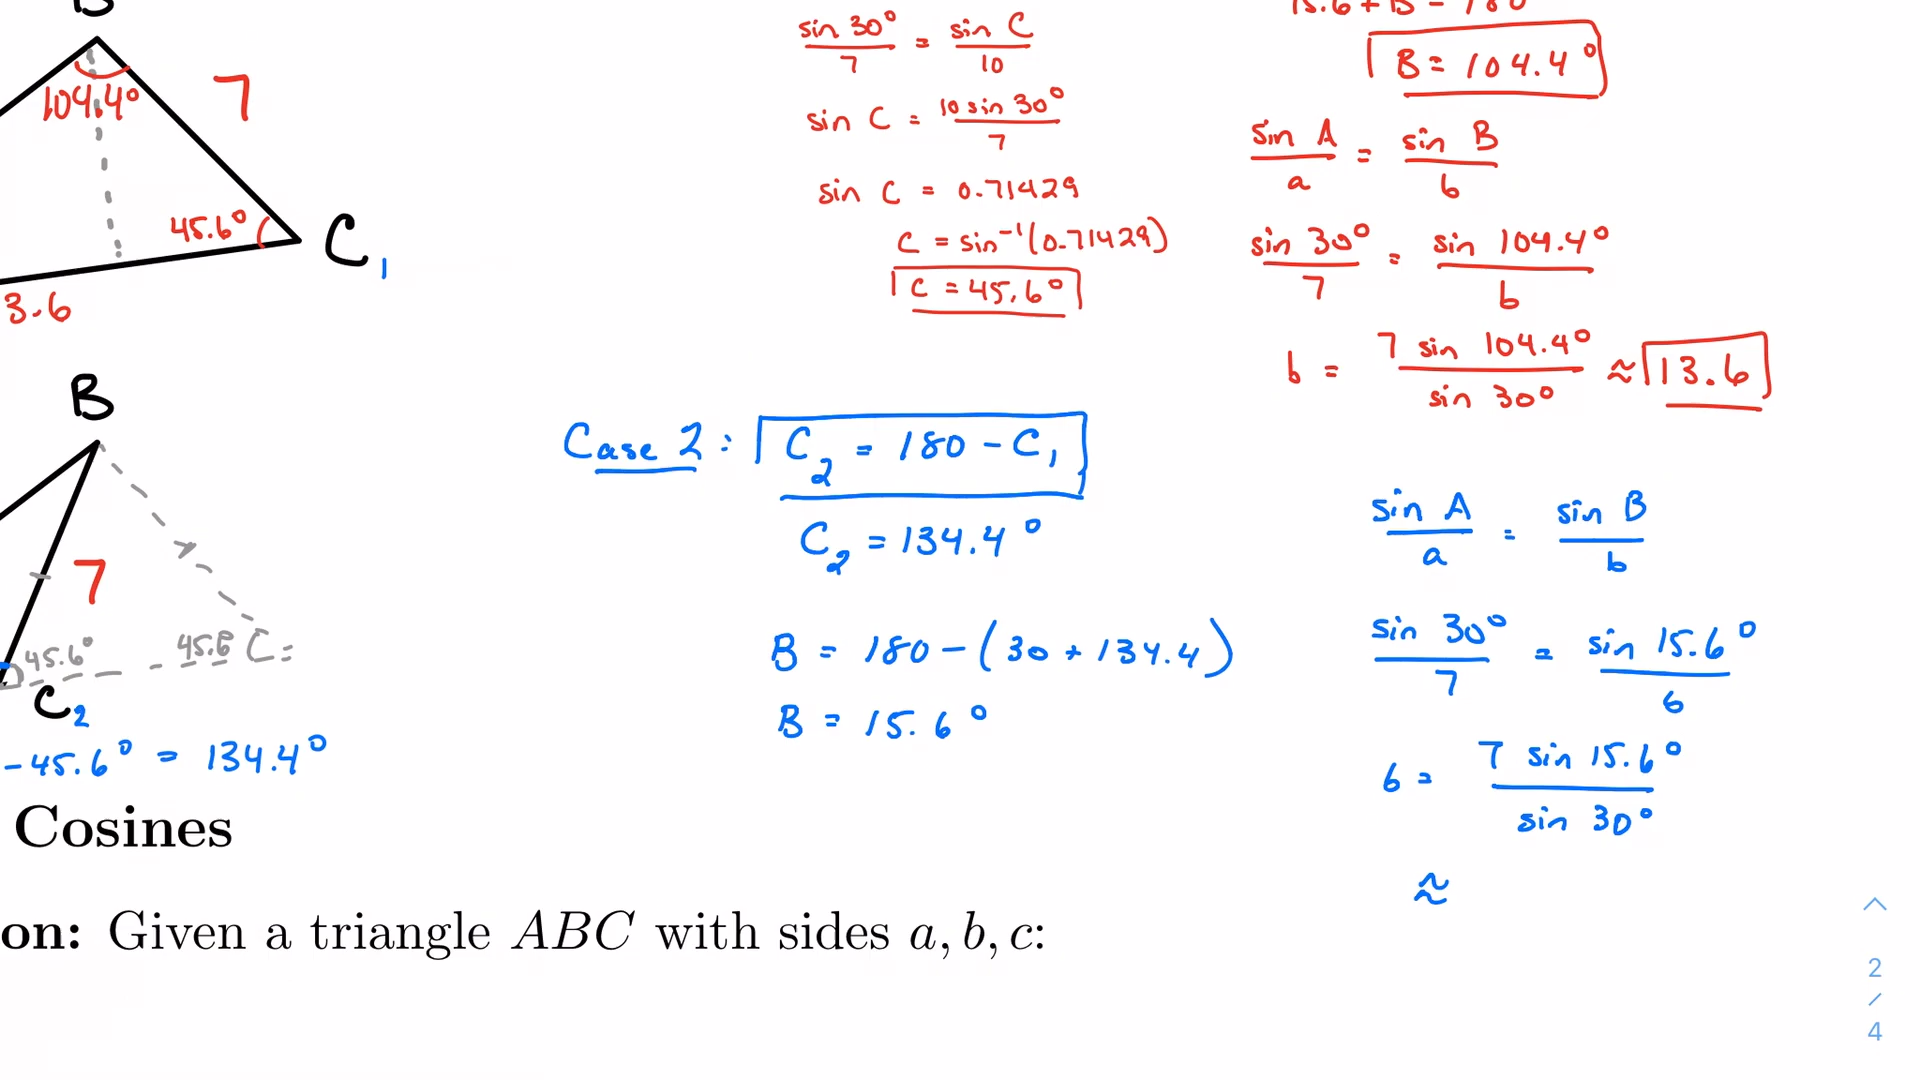 B
104.4°
7
45.6°
C₁
3.6
sin 30° / 7 = sin C / 10
sin C = 10 sin 30° / 7
sin C = 0.71429
C = sin⁻¹(0.71429)
C = 45.6°
15.6 + B = 180
B = 104.4°
sin A / a = sin B / b
sin 30° / 7 = sin 104.4° / b
b = 7 sin 104.4° / sin 30° ≈ 13.6
B
7
45.6°
C₂
-45.6° = 134.4°
Case 2: C₂ = 180 - C₁
C₂ = 134.4°
B = 180 - (30 + 134.4)
B = 15.6°
sin A / a = sin B / b
sin 30° / 7 = sin 15.6° / b
b = 7 sin 15.6° / sin 30°
≈
Cosines
on: Given a triangle ABC with sides a, b, c:
2
/
4